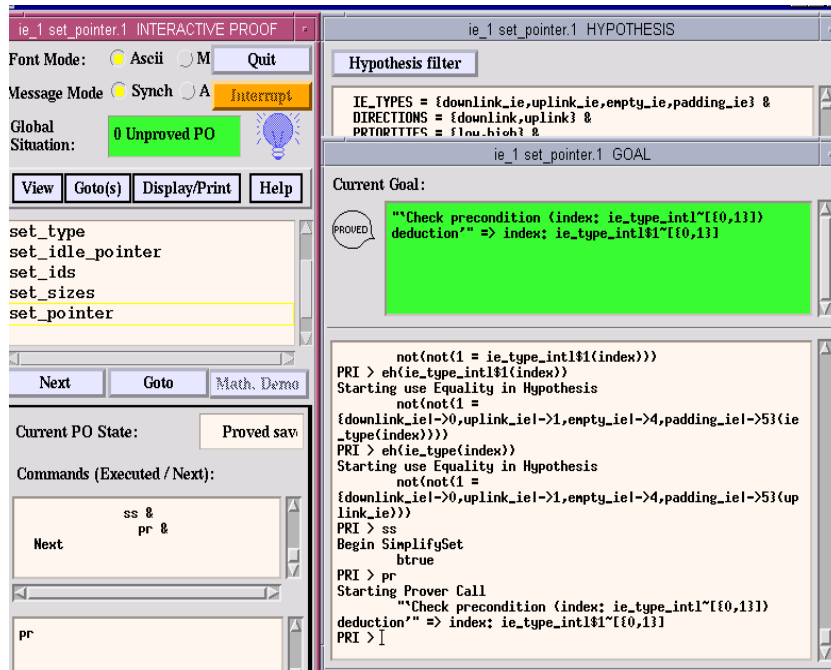 ie_1 set_pointer.1 INTERACTIVE PROOF
Font Mode: Ascii M Quit
Message Mode Synch A Interrupt
Global
Situation: 0 Unproved PO
View Goto(s) Display/Print Help
set_type
set_idle_pointer
set_ids
set_sizes
set_pointer
Next Goto Math. Demo
Current PO State: Proved sav
Commands (Executed / Next):
ss &
pr &
Next
pr
ie_1 set_pointer.1 HYPOTHESIS
Hypothesis filter
IE_TYPES = {downlink_ie,uplink_ie,empty_ie,padding_ie} &
DIRECTIONS = {downlink,uplink} &
PRIORITIES = {low,high} &
ie_1 set_pointer.1 GOAL
Current Goal:
PROVED
"`Check precondition (index: ie_type_intl~[{0,1}])
deduction'" => index: ie_type_intl$1~[{0,1}]
not(not(1 = ie_type_intl$1(index)))
PRI > eh(ie_type_intl$1(index))
Starting use Equality in Hypothesis
not(not(1 =
{downlink_ie|->0,uplink_ie|->1,empty_ie|->4,padding_ie|->5}(ie
_type(index))))
PRI > eh(ie_type(index))
Starting use Equality in Hypothesis
not(not(1 =
{downlink_ie|->0,uplink_ie|->1,empty_ie|->4,padding_ie|->5}(up
link_ie)))
PRI > ss
Begin SimplifySet
btrue
PRI > pr
Starting Prover Call
"`Check precondition (index: ie_type_intl~[{0,1}])
deduction'" => index: ie_type_intl$1~[{0,1}]
PRI >